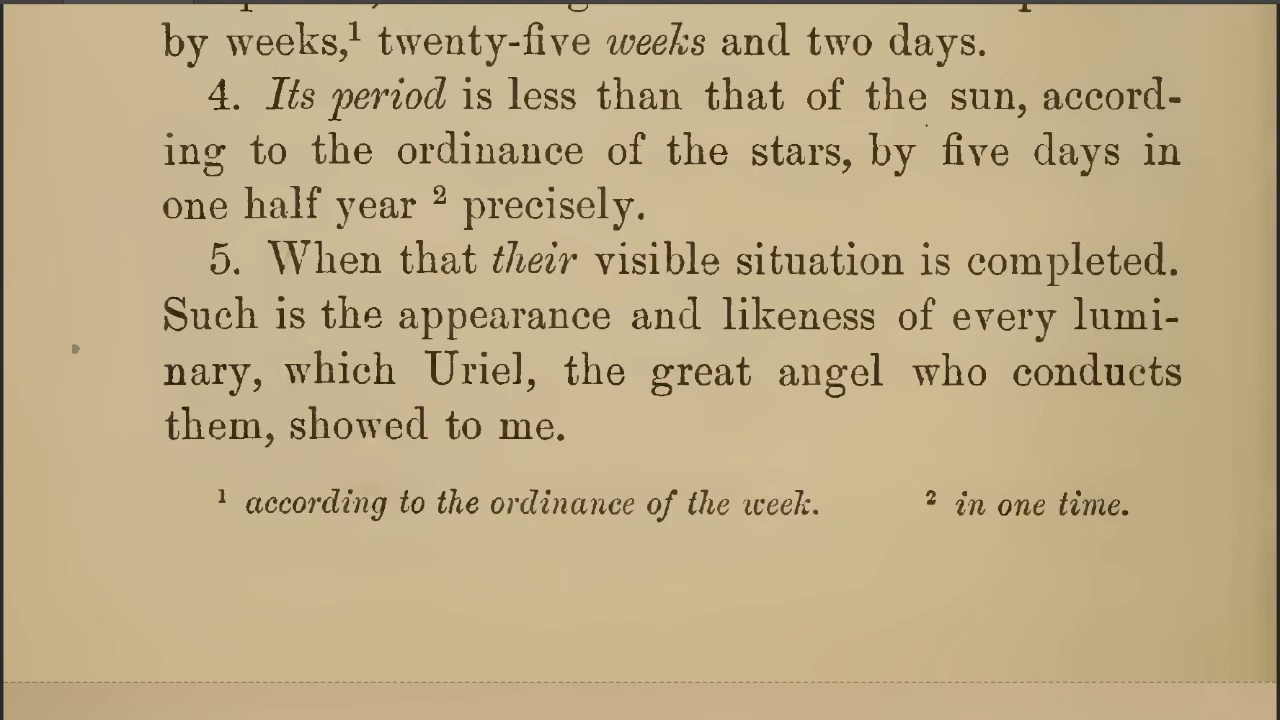 by weeks,¹ twenty-five weeks and two days.
4. Its period is less than that of the sun, accord-
ing to the ordinance of the stars, by five days in
one half year ² precisely.
5. When that their visible situation is completed.
Such is the appearance and likeness of every lumi-
nary, which Uriel, the great angel who conducts
them, showed to me.
¹ according to the ordinance of the week. ² in one time.